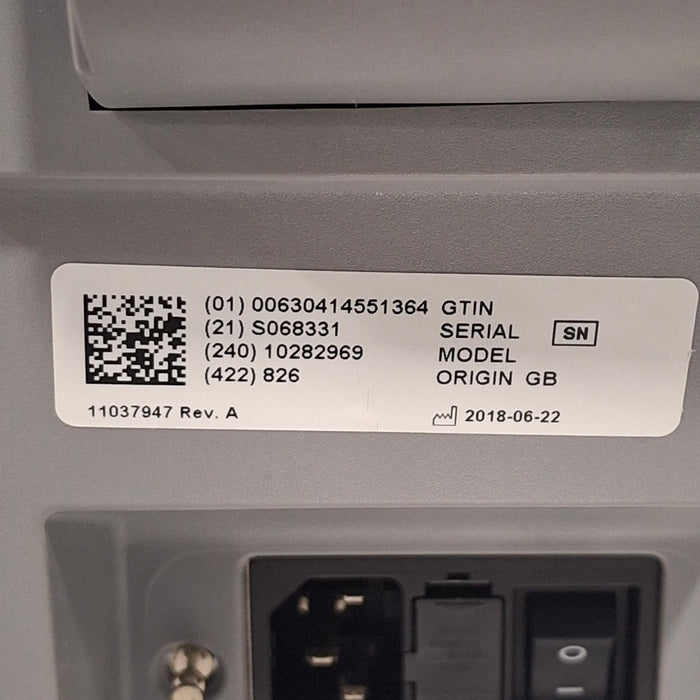 (01) 00630414551364 GTIN
(21) S068331 SERIAL SN
(240) 10282969 MODEL
(422) 826 ORIGIN GB
11037947 Rev. A 2018-06-22